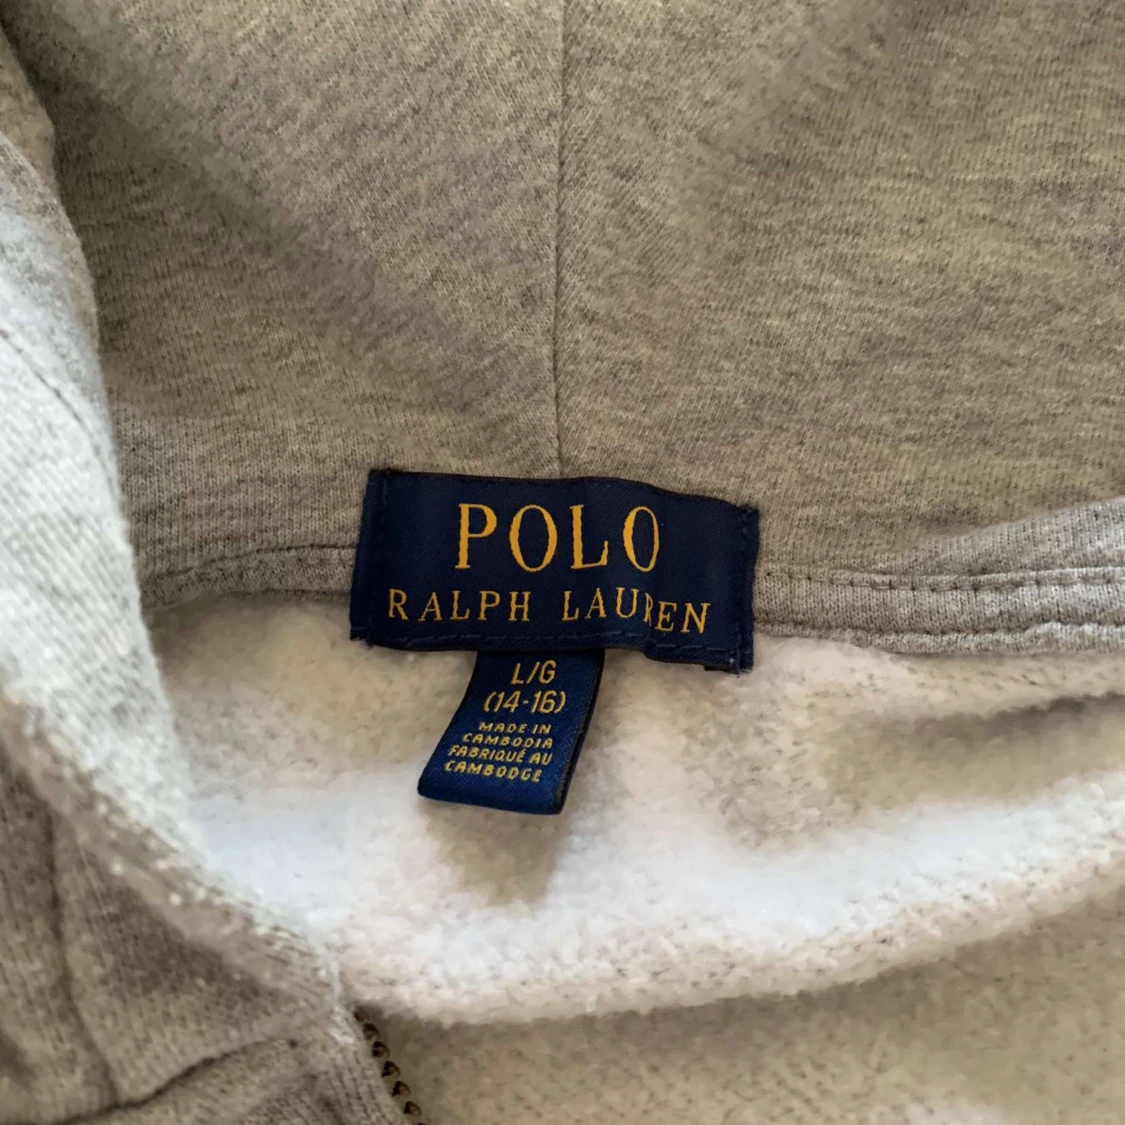 POLO
RALPH LAUREN
L/G
(14-16)
MADE IN
CAMBODIA
FABRIQUÉ AU
CAMBODGE